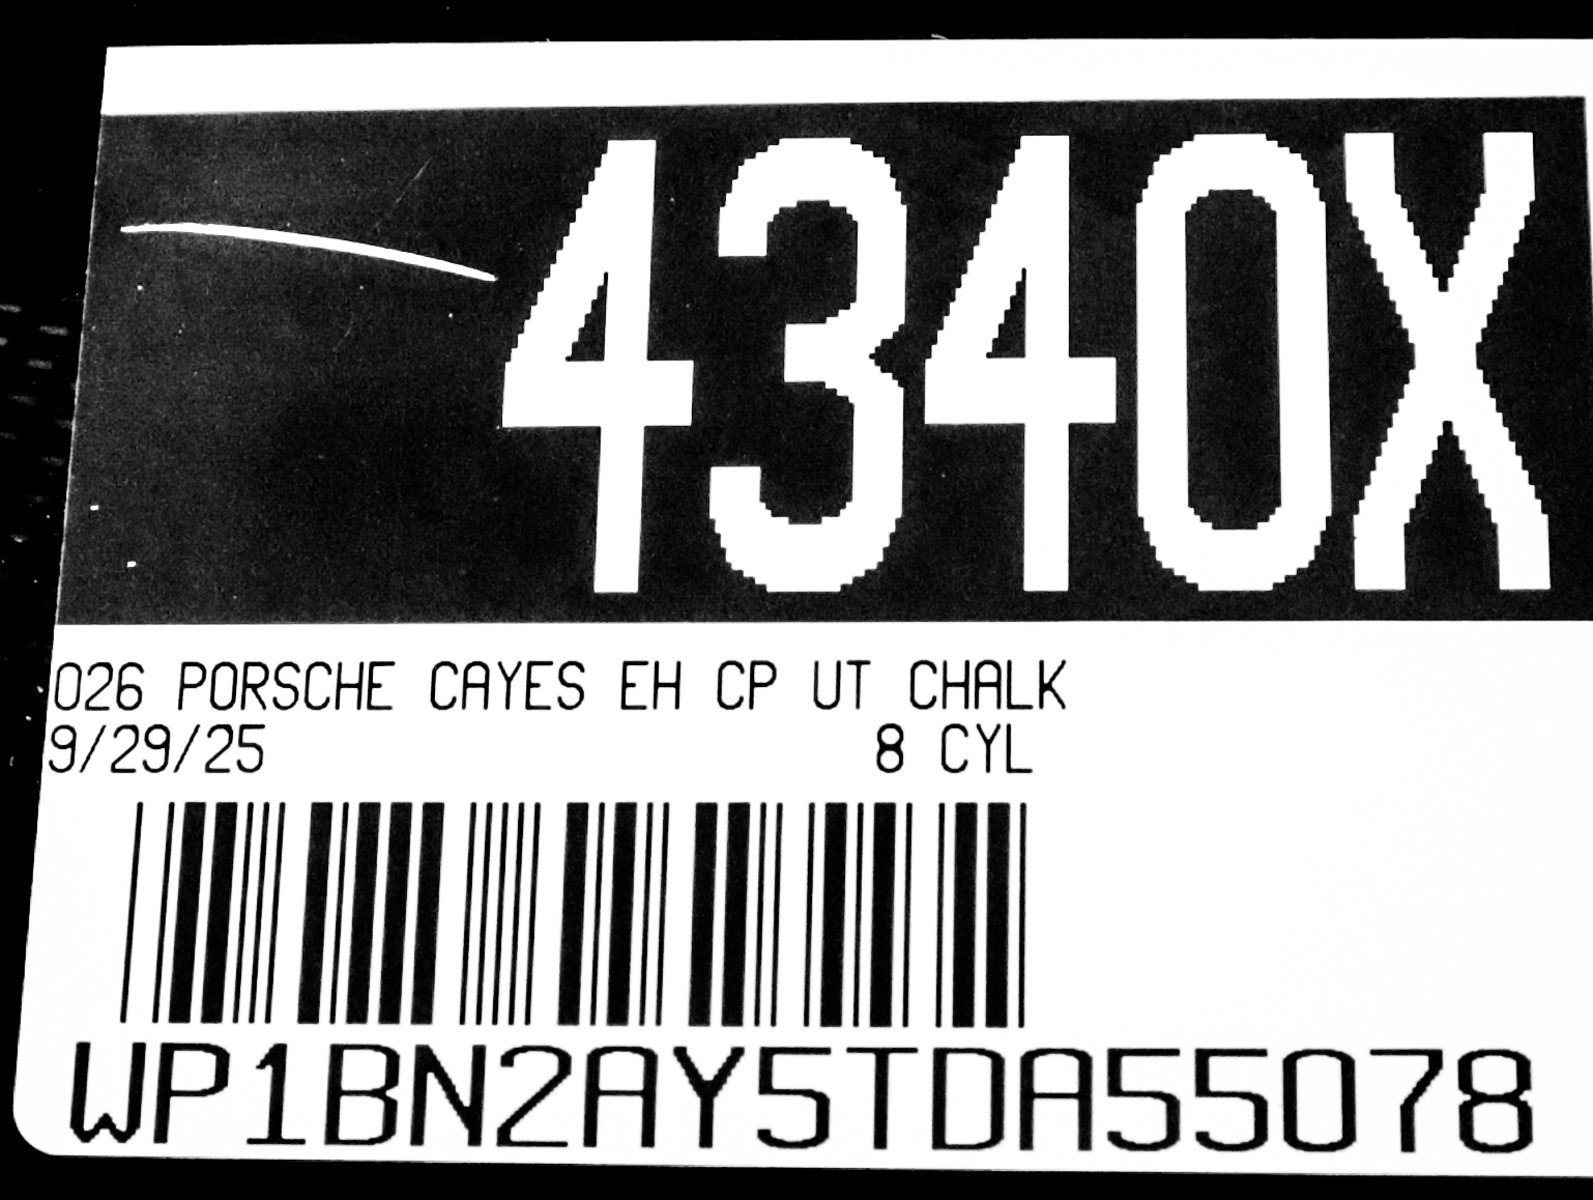 4340X
026 PORSCHE CAYES EH CP UT CHALK
9/29/25 8 CYL
WP1BN2AY5TDA55078